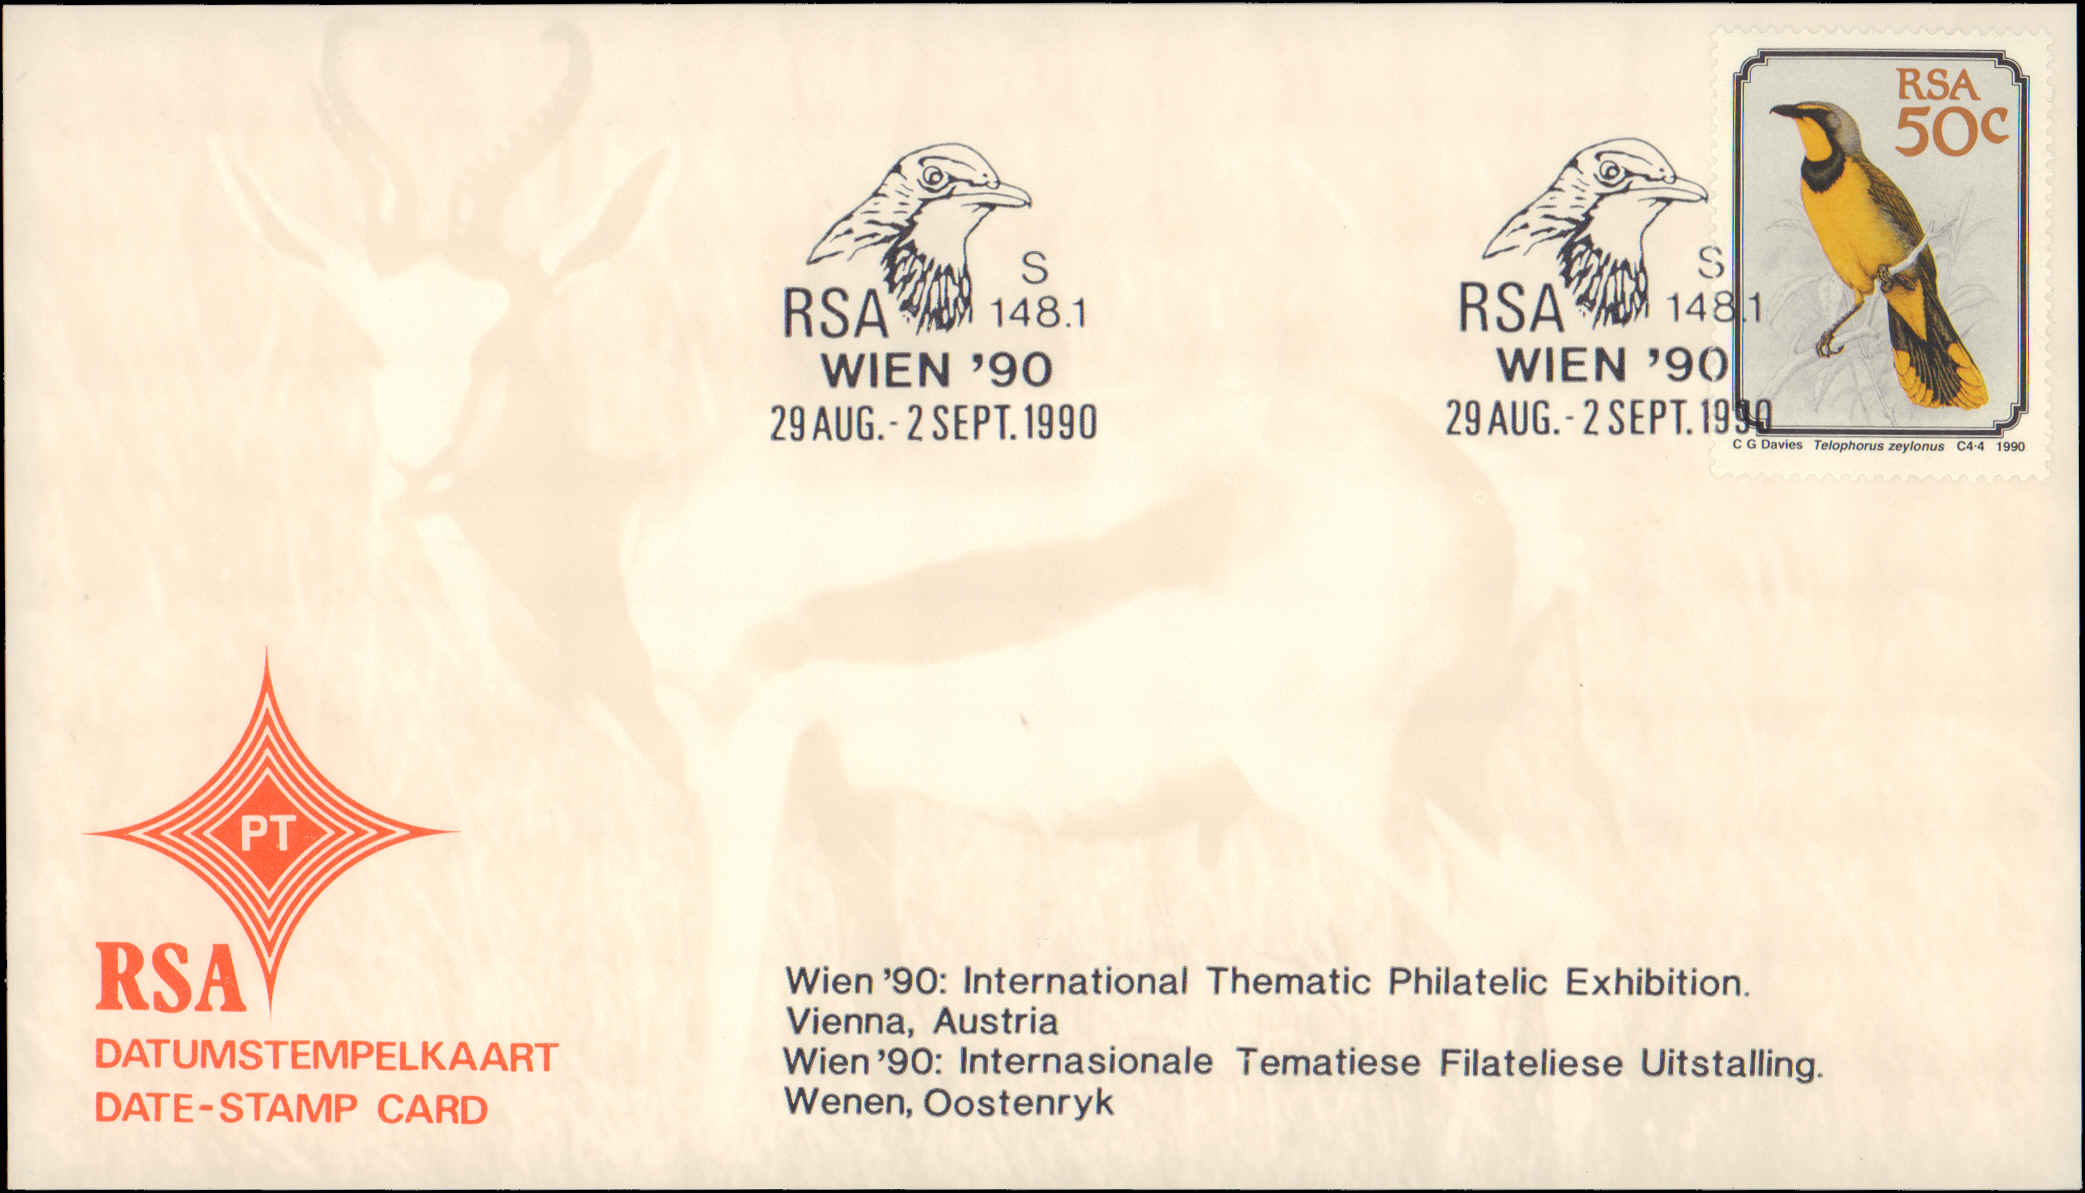 RSA
50c
C G Davies Telophorus zeylonus C4·4 1990
S
RSA 148.1
WIEN '90
29 AUG. - 2 SEPT. 1990
S
RSA 148.1
WIEN '90
29 AUG. - 2 SEPT. 1990
PT
RSA
DATUMSTEMPELKAART
DATE-STAMP CARD
Wien '90: International Thematic Philatelic Exhibition.
Vienna, Austria
Wien '90: Internasionale Tematiese Filateliese Uitstalling.
Wenen, Oostenryk